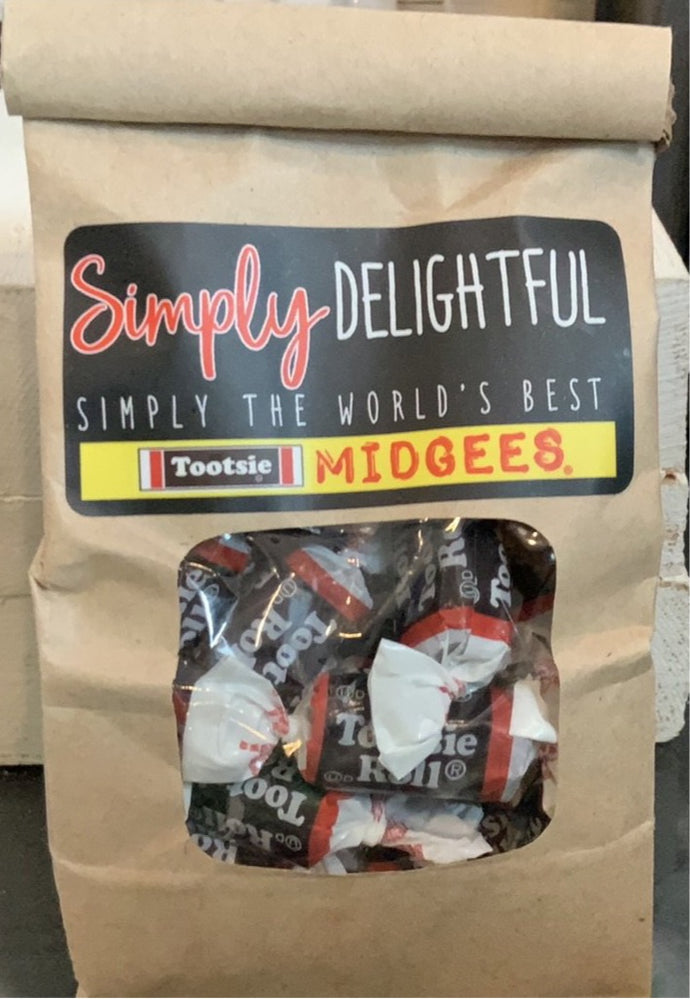 Simply DELIGHTFUL
SIMPLY THE WORLD'S BEST
Tootsie MIDGEES.
Tootsie
Roll®